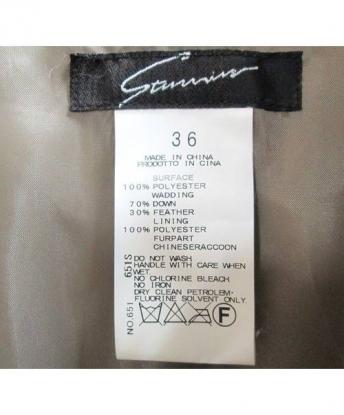 36
MADE IN CHINA
PRODOTTO IN CINA
SURFACE
100% POLYESTER
WADDING
70% DOWN
30% FEATHER
LINING
100% POLYESTER
FURPART
CHINESERACCOON
DO NOT WASH
HANDLE WITH CARE WHEN
WET
NO CHLORINE BLEACH
NO IRON
DRY CLEAN PETROLEM-
FLUORINE SOLVENT ONLY.
NO.651 651S
F